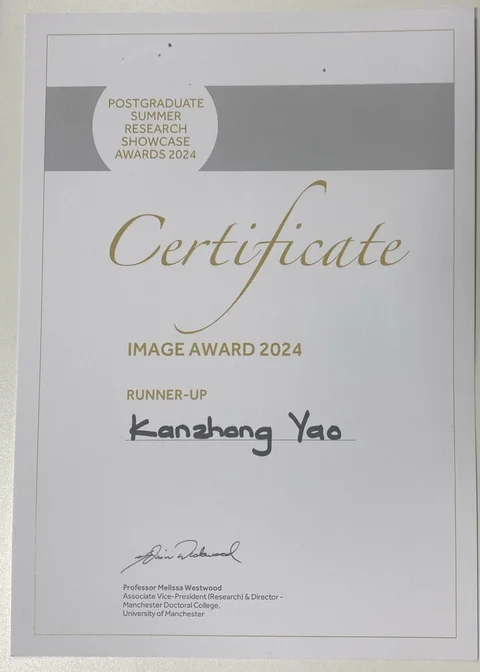 POSTGRADUATE
SUMMER
RESEARCH
SHOWCASE
AWARDS 2024
Certificate
IMAGE AWARD 2024
RUNNER-UP
Kanzhong Yao
Professor Melissa Westwood
Associate Vice-President (Research) & Director -
Manchester Doctoral College,
University of Manchester